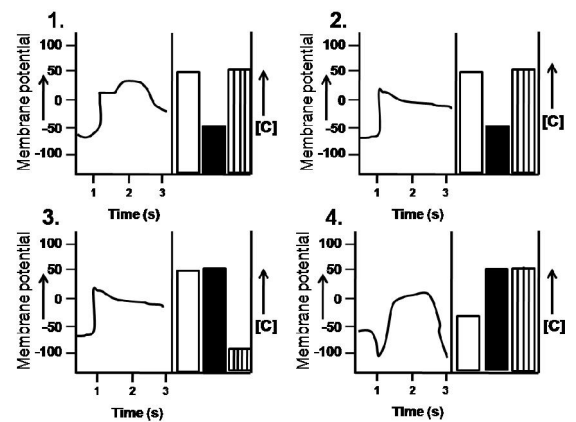 1.
Membrane potential
100
50
0
-50
-100
1 2 3
Time (s)
[C]
2.
Membrane potential
100
50
0
-50
-100
1 2 3
Time (s)
[C]
3.
Membrane potential
100
50
0
-50
-100
1 2 3
Time (s)
[C]
4.
Membrane potential
100
50
0
-50
-100
1 2 3
Time (s)
[C]